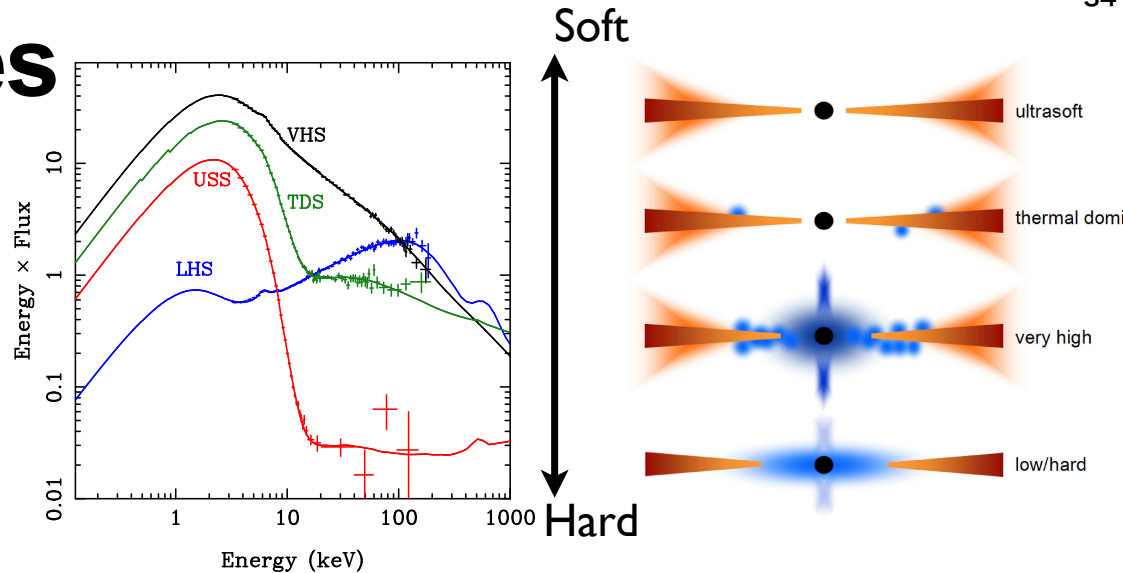 es
Soft
Hard
VHS
TDS
USS
LHS
Energy × Flux
10
1
0.1
0.01
1
10
100
1000
Energy (keV)
ultrasoft
thermal domi
very high
low/hard